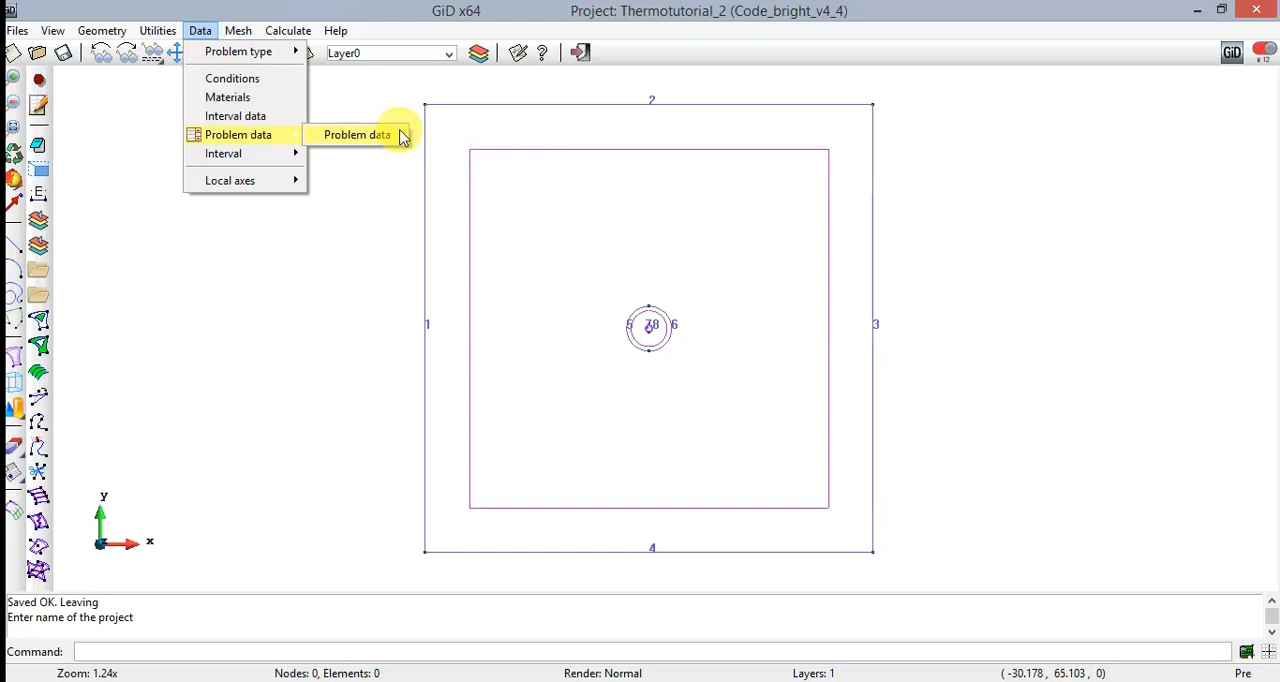 GiD
GiD x64
Project: Thermotutorial_2 (Code_bright_v4_4)
Files View Geometry Utilities Data Mesh Calculate Help
Layer0
GiD
V 12
Problem type
Conditions
Materials
Interval data
Problem data
Problem data
Interval
Local axes
E
2
1
5 78 6
3
4
y
z
x
Saved OK. Leaving
Enter name of the project
Command:
Zoom: 1.24x
Nodes: 0, Elements: 0
Render: Normal
Layers: 1
( -30.178, 65.103, 0)
Pre